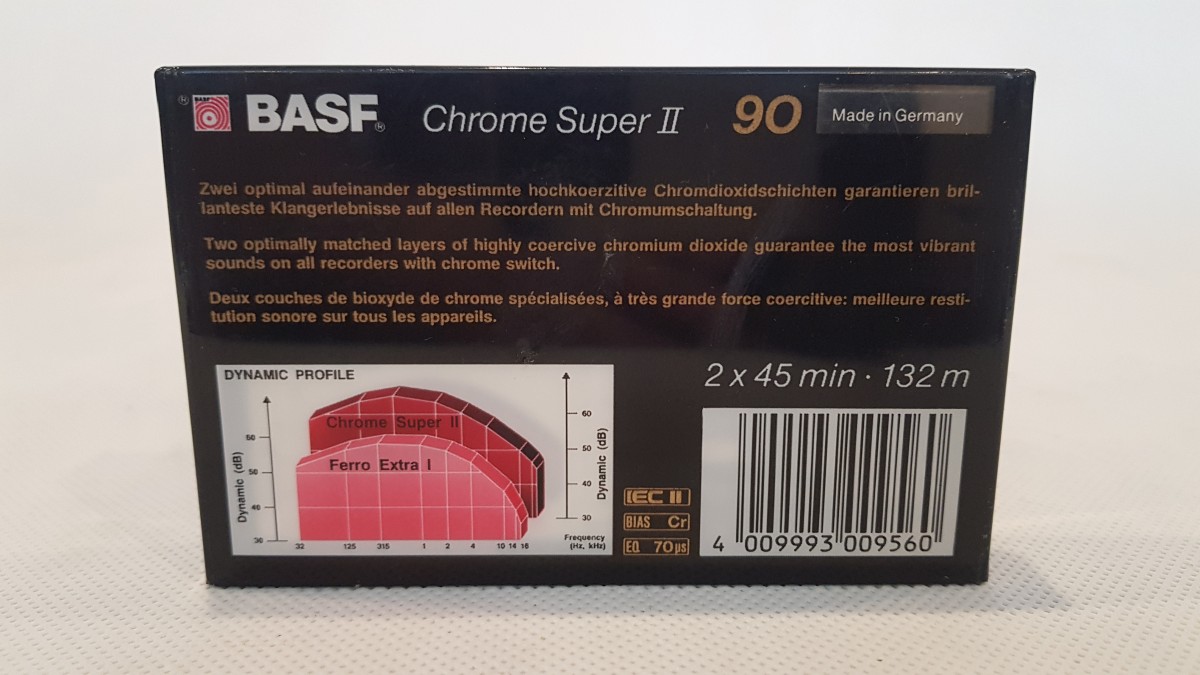 BASF
Chrome Super II
90
Made in Germany
Zwei optimal aufeinander abgestimmte hochkoerzitive Chromdioxidschichten garantieren bril-
lanteste Klangerlebnisse auf allen Recordern mit Chromumschaltung.
Two optimally matched layers of highly coercive chromium dioxide guarantee the most vibrant
sounds on all recorders with chrome switch.
Deux couches de bioxyde de chrome spécialisées, à très grande force coercitive: meilleure resti-
tution sonore sur tous les appareils.
DYNAMIC PROFILE
Chrome Super II
Ferro Extra I
Dynamic (dB)
50
40
30
60
50
40
30
Dynamic (dB)
32 125 315 1 2 4 10 14 16
Frequency
(Hz, kHz)
2 x 45 min · 132 m
IEC II
BIAS Cr
EQ 70µs
4 009993 009560